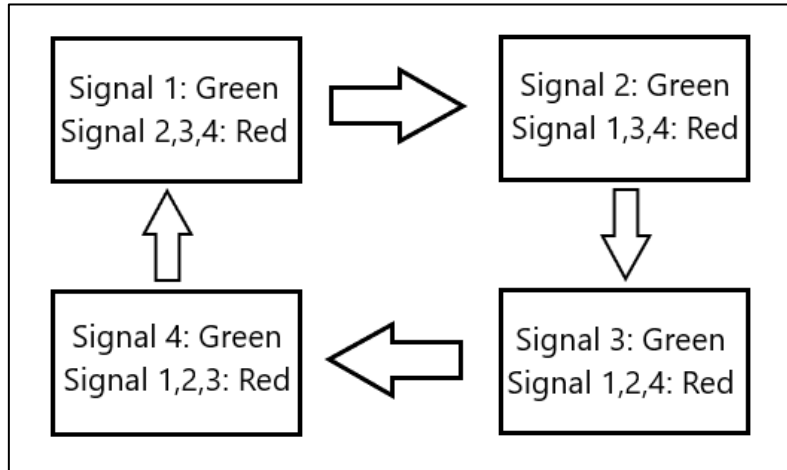 Signal 1: Green
Signal 2,3,4: Red
Signal 2: Green
Signal 1,3,4: Red
Signal 3: Green
Signal 1,2,4: Red
Signal 4: Green
Signal 1,2,3: Red